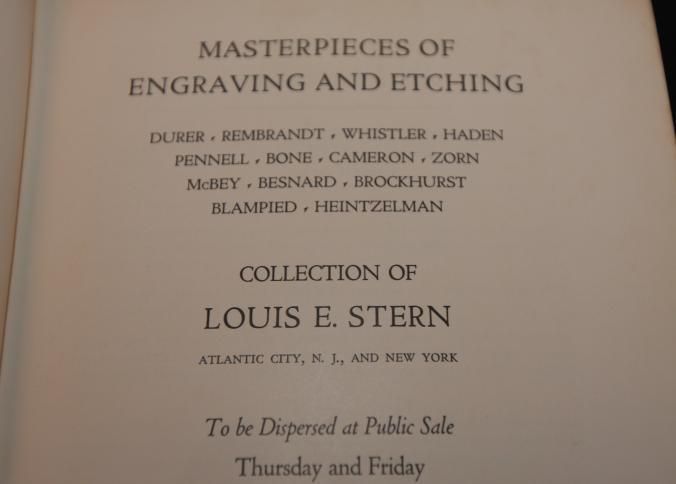 MASTERPIECES OF
ENGRAVING AND ETCHING
DURER , REMBRANDT , WHISTLER , HADEN
PENNELL , BONE , CAMERON , ZORN
McBEY , BESNARD , BROCKHURST
BLAMPIED , HEINTZELMAN
COLLECTION OF
LOUIS E. STERN
ATLANTIC CITY, N. J., AND NEW YORK
To be Dispersed at Public Sale
Thursday and Friday